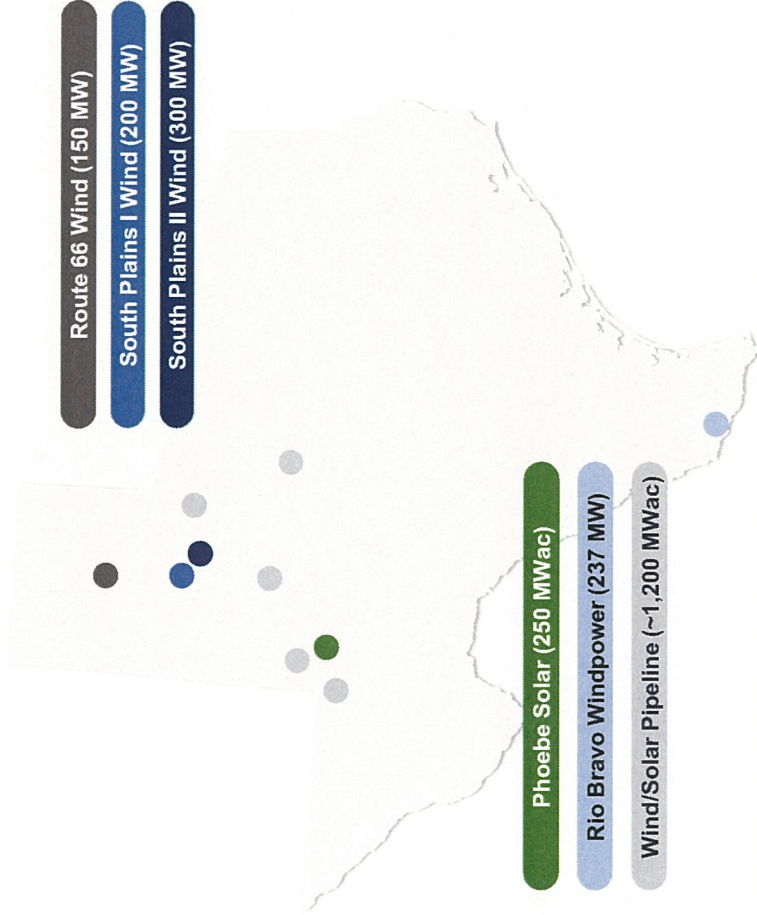 Route 66 Wind (150 MW)
South Plains I Wind (200 MW)
South Plains II Wind (300 MW)
Phoebe Solar (250 MWac)
Rio Bravo Windpower (237 MW)
Wind/Solar Pipeline (~1,200 MWac)